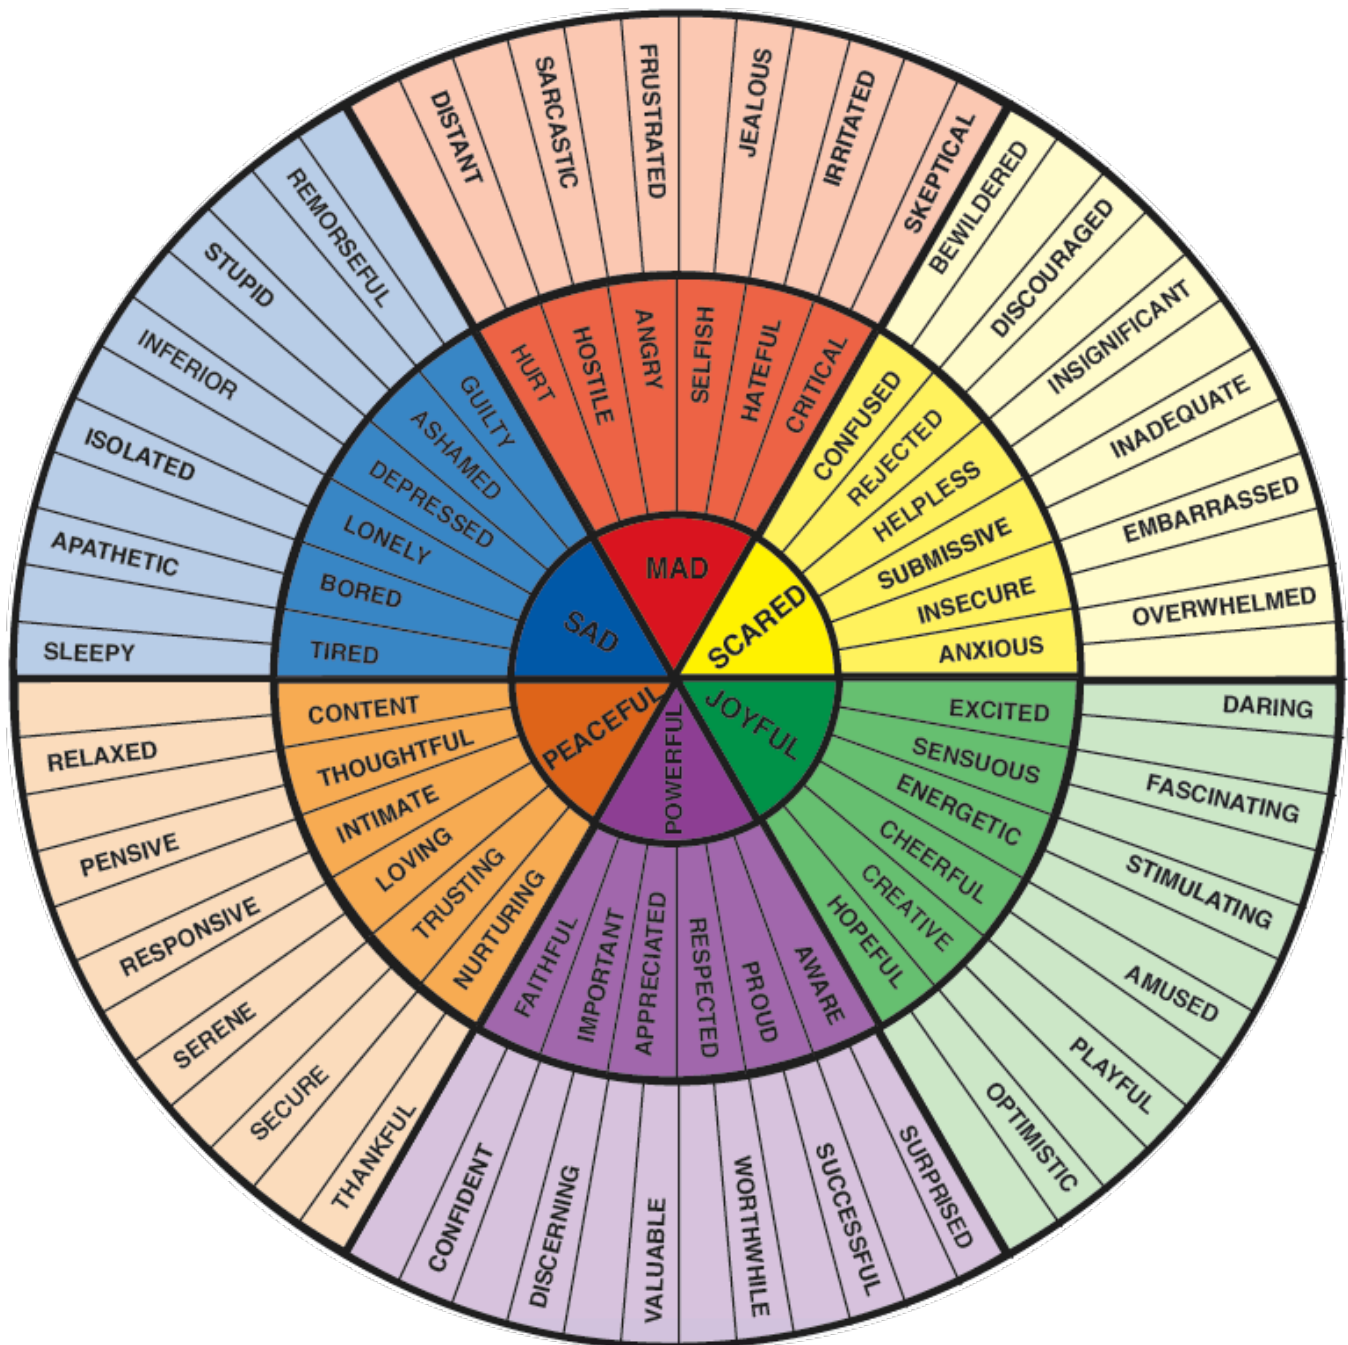 MAD
SCARED
JOYFUL
POWERFUL
PEACEFUL
SAD
HURT
HOSTILE
ANGRY
SELFISH
HATEFUL
CRITICAL
CONFUSED
REJECTED
HELPLESS
SUBMISSIVE
INSECURE
ANXIOUS
EXCITED
SENSUOUS
ENERGETIC
CHEERFUL
CREATIVE
HOPEFUL
AWARE
PROUD
RESPECTED
APPRECIATED
IMPORTANT
FAITHFUL
NURTURING
TRUSTING
LOVING
INTIMATE
THOUGHTFUL
CONTENT
TIRED
BORED
LONELY
DEPRESSED
ASHAMED
GUILTY
DISTANT
SARCASTIC
FRUSTRATED
JEALOUS
IRRITATED
SKEPTICAL
BEWILDERED
DISCOURAGED
INSIGNIFICANT
INADEQUATE
EMBARRASSED
OVERWHELMED
DARING
FASCINATING
STIMULATING
AMUSED
PLAYFUL
OPTIMISTIC
SURPRISED
SUCCESSFUL
WORTHWHILE
VALUABLE
DISCERNING
CONFIDENT
THANKFUL
SECURE
SERENE
RESPONSIVE
PENSIVE
RELAXED
SLEEPY
APATHETIC
ISOLATED
INFERIOR
STUPID
REMORSEFUL